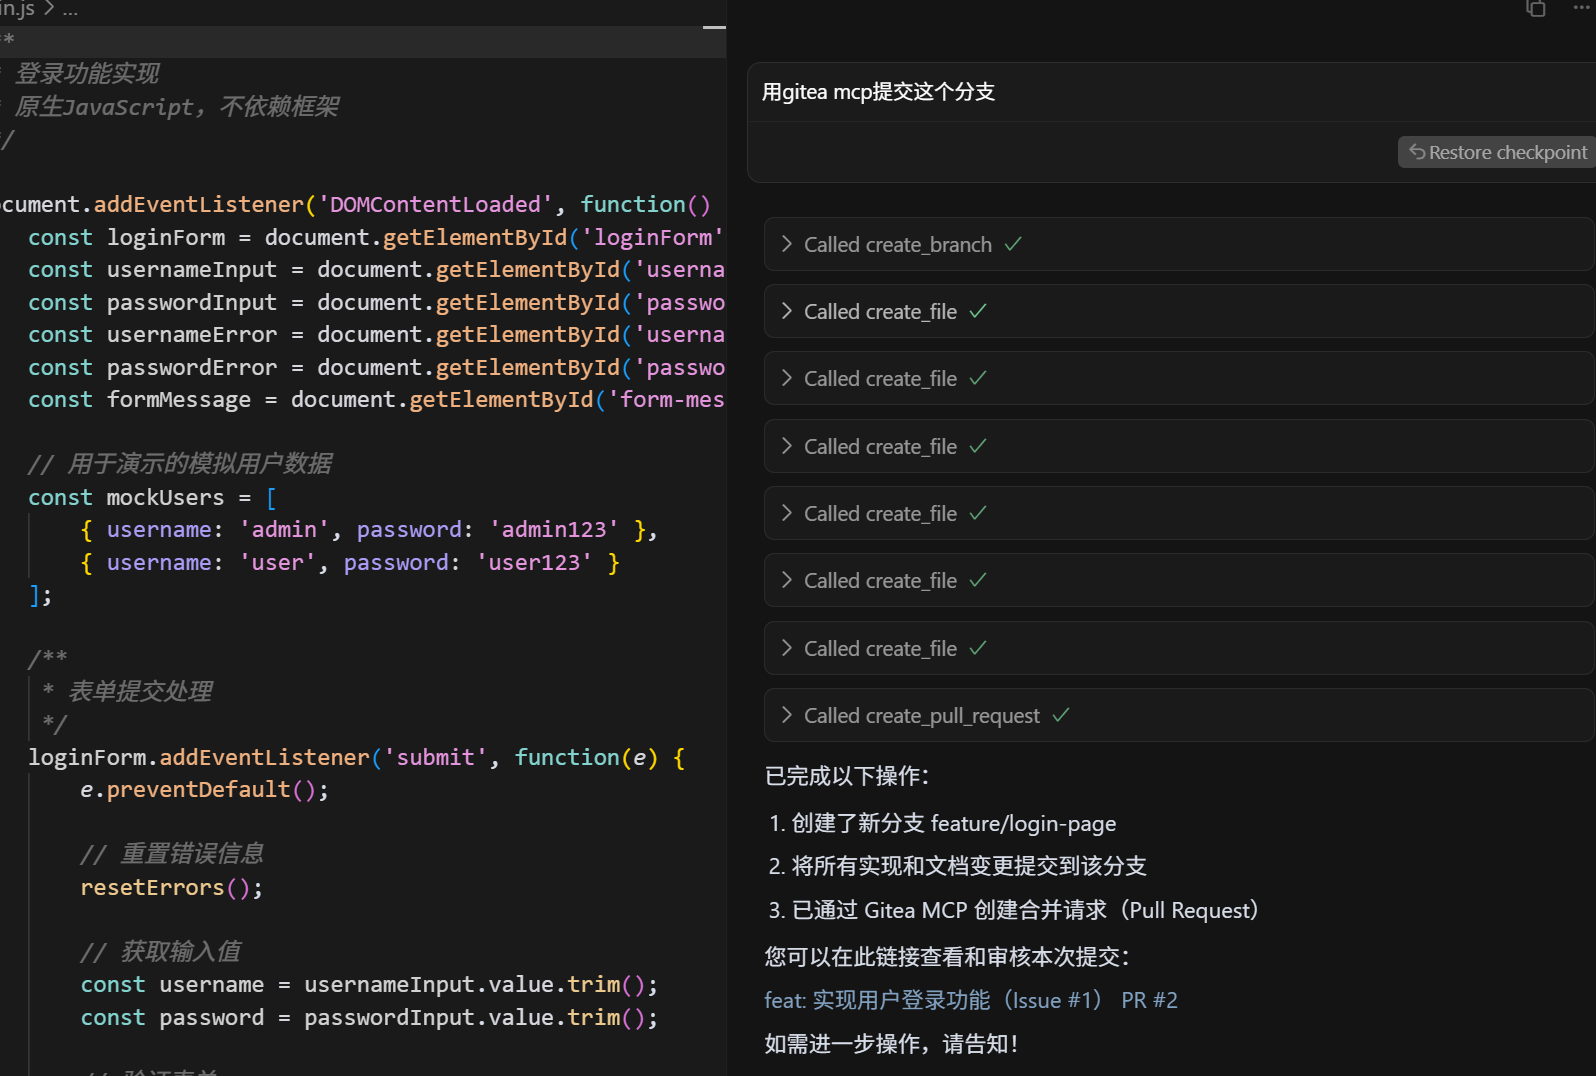 in.js > ...
**
* 登录功能实现
* 原生JavaScript，不依赖框架
*/
ocument.addEventListener('DOMContentLoaded', function()
const loginForm = document.getElementById('loginForm'
const usernameInput = document.getElementById('userna
const passwordInput = document.getElementById('passwo
const usernameError = document.getElementById('userna
const passwordError = document.getElementById('passwo
const formMessage = document.getElementById('form-mes
// 用于演示的模拟用户数据
const mockUsers = [
{ username: 'admin', password: 'admin123' },
{ username: 'user', password: 'user123' }
];
/**
* 表单提交处理
*/
loginForm.addEventListener('submit', function(e) {
e.preventDefault();
// 重置错误信息
resetErrors();
// 获取输入值
const username = usernameInput.value.trim();
const password = passwordInput.value.trim();
// 验证表单
用gitea mcp提交这个分支
Restore checkpoint
Called create_branch
Called create_file
Called create_file
Called create_file
Called create_file
Called create_file
Called create_file
Called create_pull_request
已完成以下操作：
1. 创建了新分支 feature/login-page
2. 将所有实现和文档变更提交到该分支
3. 已通过 Gitea MCP 创建合并请求（Pull Request）
您可以在此链接查看和审核本次提交：
feat: 实现用户登录功能（Issue #1） PR #2
如需进一步操作，请告知！